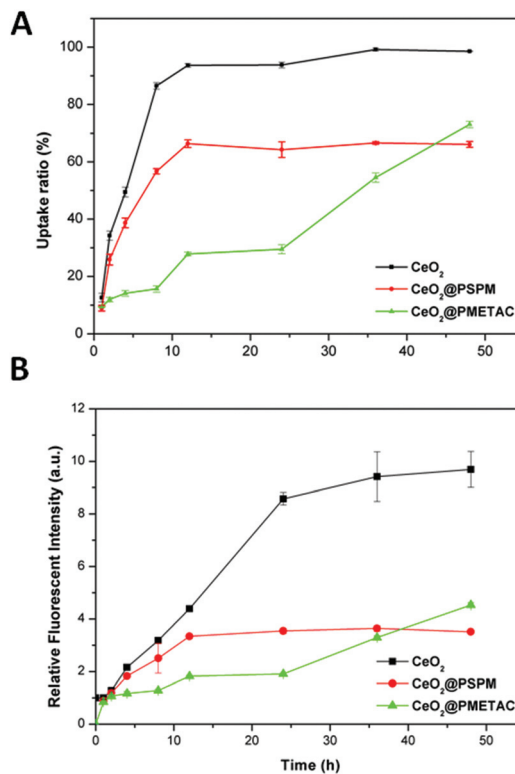 A
100
80
60
40
20
0
Uptake ratio (%)
CeO₂
CeO₂@PSPM
CeO₂@PMETAC
0 10 20 30 40 50
B
12
10
8
6
4
2
0
Relative Fluorescent Intensity (a.u.)
CeO₂
CeO₂@PSPM
CeO₂@PMETAC
0 10 20 30 40 50
Time (h)